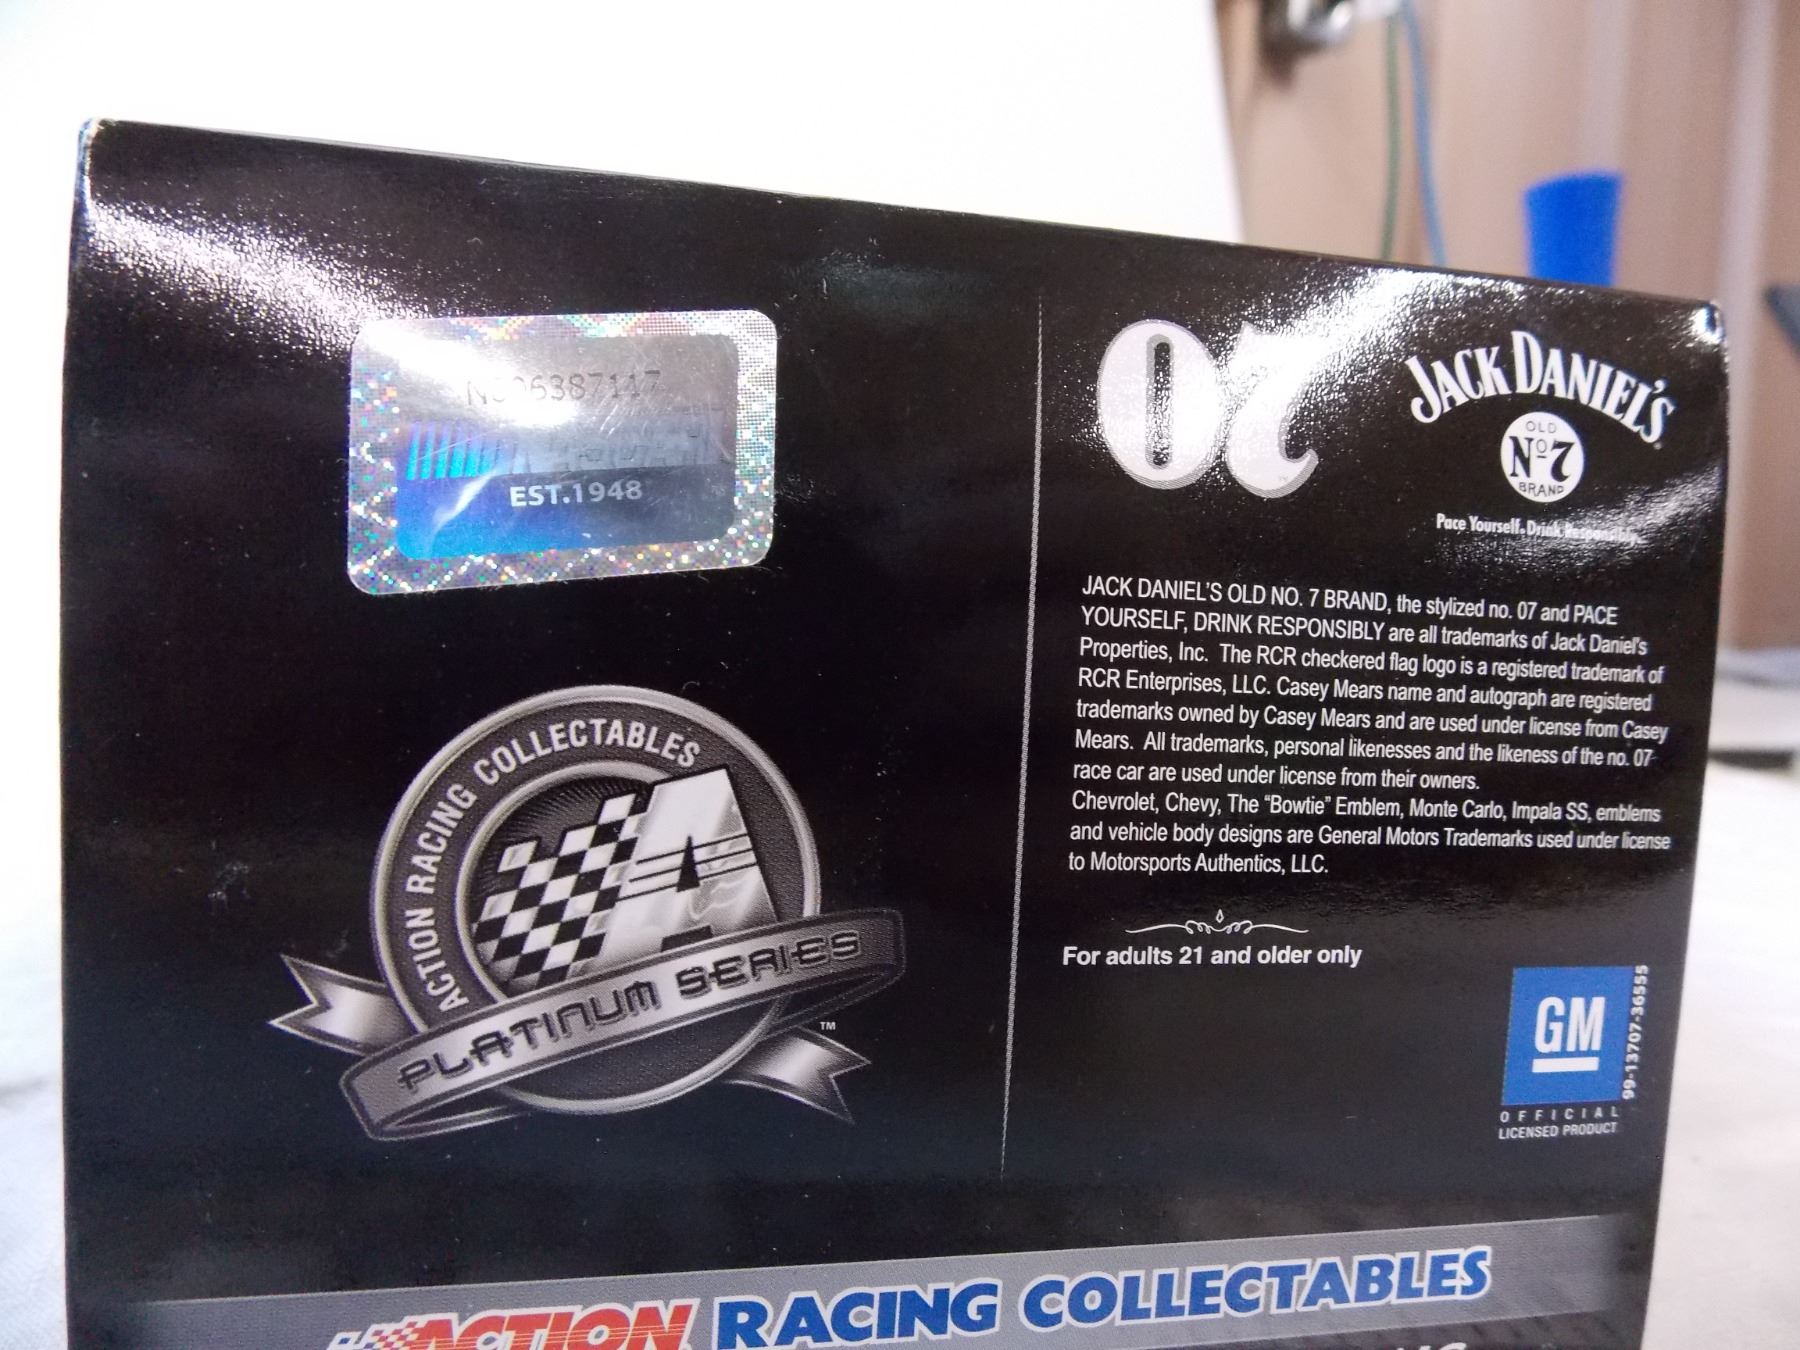 6387117
EST.1948
ACTION RACING COLLECTABLES
A
PLATINUM SERIES
TM
07
JACK DANIEL'S
OLD
Nº7
BRAND
Pace Yourself. Drink Responsibly.
JACK DANIEL'S OLD NO. 7 BRAND, the stylized no. 07 and PACE
YOURSELF, DRINK RESPONSIBLY are all trademarks of Jack Daniel's
Properties, Inc. The RCR checkered flag logo is a registered trademark of
RCR Enterprises, LLC. Casey Mears name and autograph are registered
trademarks owned by Casey Mears and are used under license from Casey
Mears. All trademarks, personal likenesses and the likeness of the no. 07
race car are used under license from their owners.
Chevrolet, Chevy, The “Bowtie” Emblem, Monte Carlo, Impala SS, emblems
and vehicle body designs are General Motors Trademarks used under license
to Motorsports Authentics, LLC.
For adults 21 and older only
GM
99-13707-36555
OFFICIAL
LICENSED PRODUCT
ACTION RACING COLLECTABLES